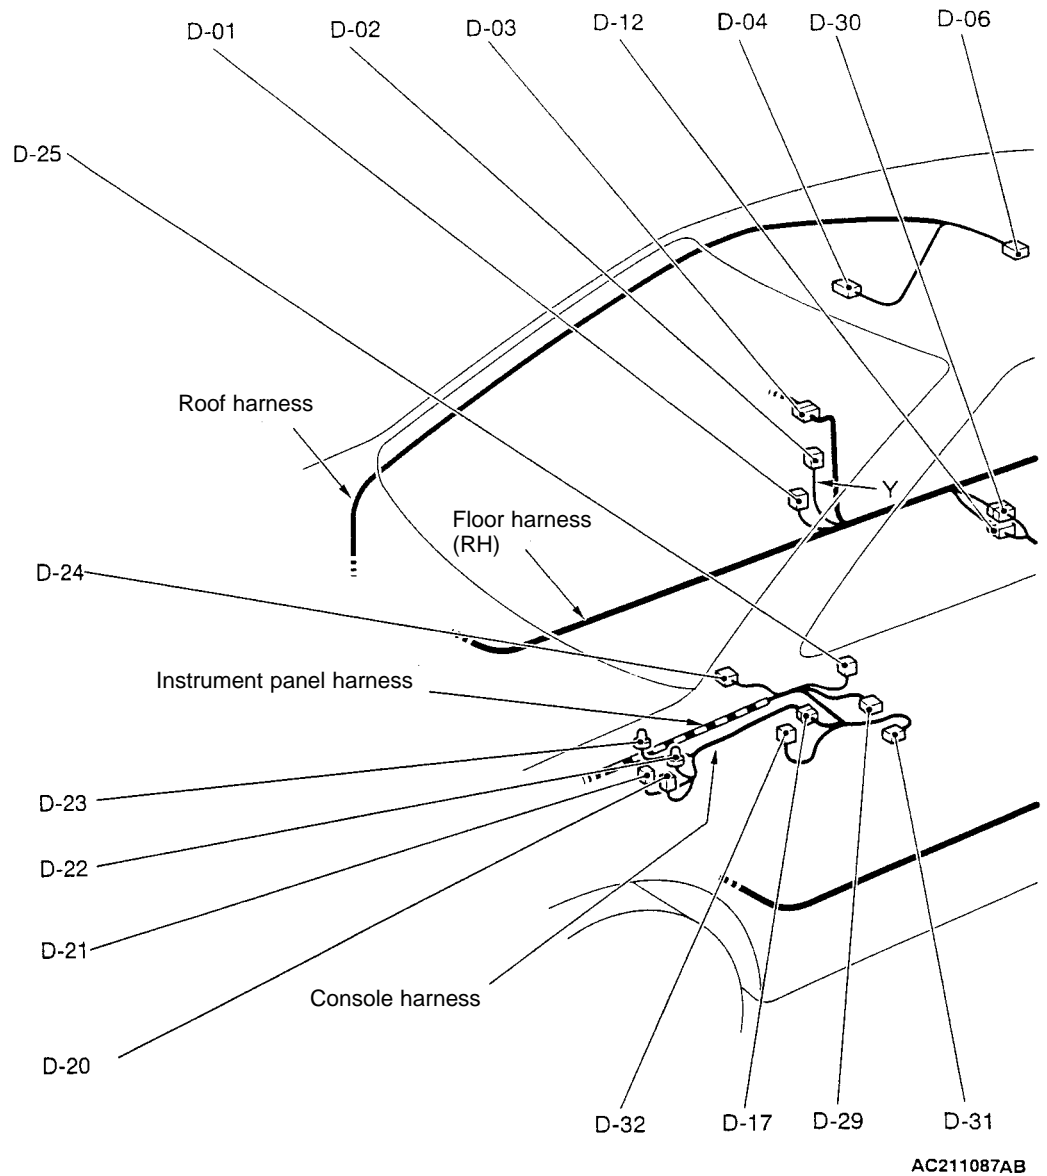 D-01 D-02 D-03 D-12 D-04 D-30 D-06
D-25
Roof harness
Y
Floor harness
(RH)
D-24
Instrument panel harness
D-23
D-22
D-21
Console harness
D-20
D-32 D-17 D-29 D-31
AC211087AB